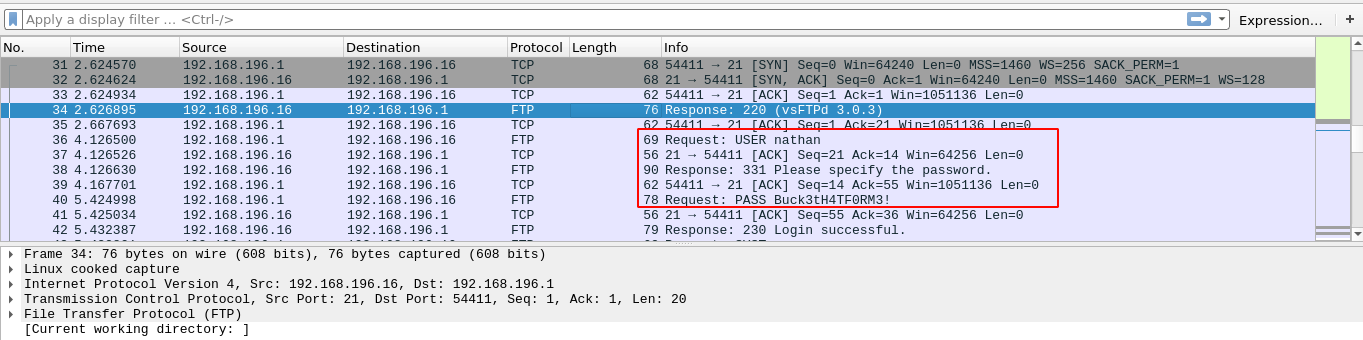 Apply a display filter … <Ctrl-/>
Expression… +
No. Time Source Destination Protocol Length Info
31 2.624570 192.168.196.1 192.168.196.16 TCP 68 54411 → 21 [SYN] Seq=0 Win=64240 Len=0 MSS=1460 WS=256 SACK_PERM=1
32 2.624624 192.168.196.16 192.168.196.1 TCP 68 21 → 54411 [SYN, ACK] Seq=0 Ack=1 Win=64240 Len=0 MSS=1460 SACK_PERM=1 WS=128
33 2.624934 192.168.196.1 192.168.196.16 TCP 62 54411 → 21 [ACK] Seq=1 Ack=1 Win=1051136 Len=0
34 2.626895 192.168.196.16 192.168.196.1 FTP 76 Response: 220 (vsFTPd 3.0.3)
35 2.667693 192.168.196.1 192.168.196.16 TCP 62 54411 → 21 [ACK] Seq=1 Ack=21 Win=1051136 Len=0
36 4.126500 192.168.196.1 192.168.196.16 FTP 69 Request: USER nathan
37 4.126526 192.168.196.16 192.168.196.1 TCP 56 21 → 54411 [ACK] Seq=21 Ack=14 Win=64256 Len=0
38 4.126630 192.168.196.16 192.168.196.1 FTP 90 Response: 331 Please specify the password.
39 4.167701 192.168.196.1 192.168.196.16 TCP 62 54411 → 21 [ACK] Seq=14 Ack=55 Win=1051136 Len=0
40 5.424998 192.168.196.1 192.168.196.16 FTP 78 Request: PASS Buck3tH4TF0RM3!
41 5.425034 192.168.196.16 192.168.196.1 TCP 56 21 → 54411 [ACK] Seq=55 Ack=36 Win=64256 Len=0
42 5.432387 192.168.196.16 192.168.196.1 FTP 79 Response: 230 Login successful.
Frame 34: 76 bytes on wire (608 bits), 76 bytes captured (608 bits)
Linux cooked capture
Internet Protocol Version 4, Src: 192.168.196.16, Dst: 192.168.196.1
Transmission Control Protocol, Src Port: 21, Dst Port: 54411, Seq: 1, Ack: 1, Len: 20
File Transfer Protocol (FTP)
[Current working directory: ]